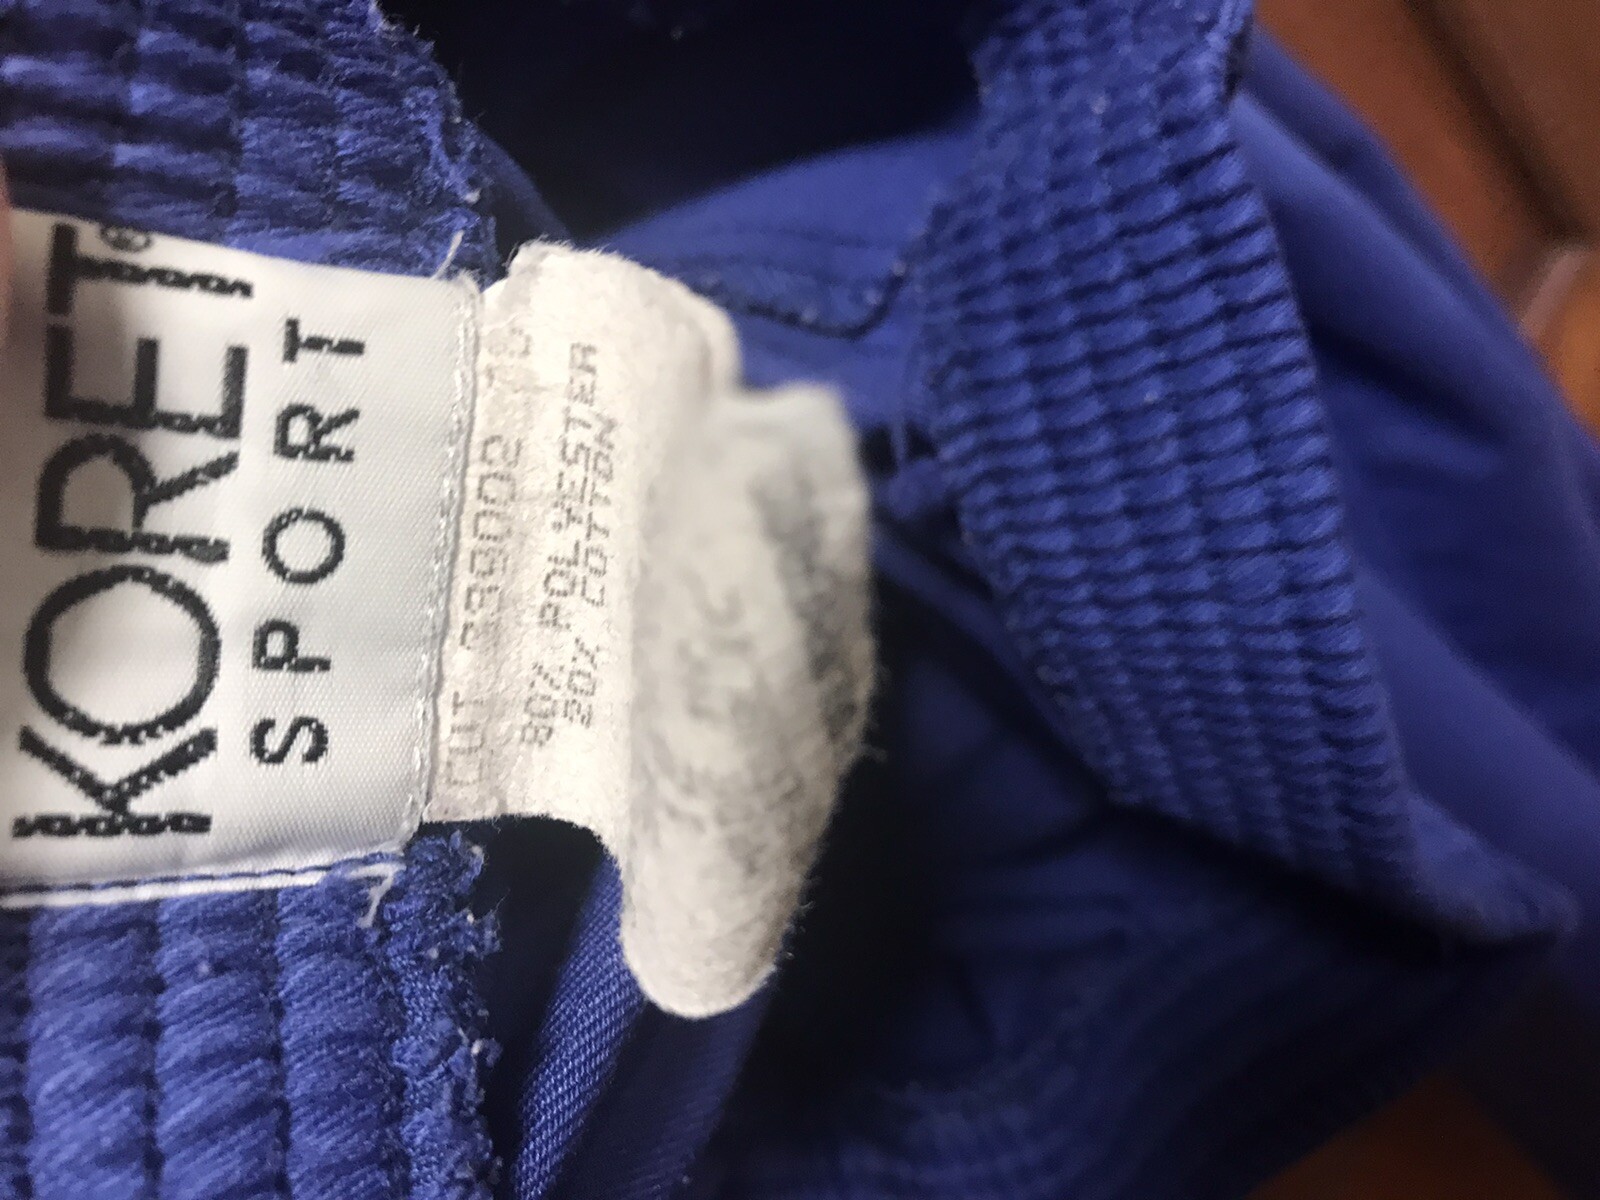 KORET®
SPORT
CUT
80% POLYESTER
20% COTTON